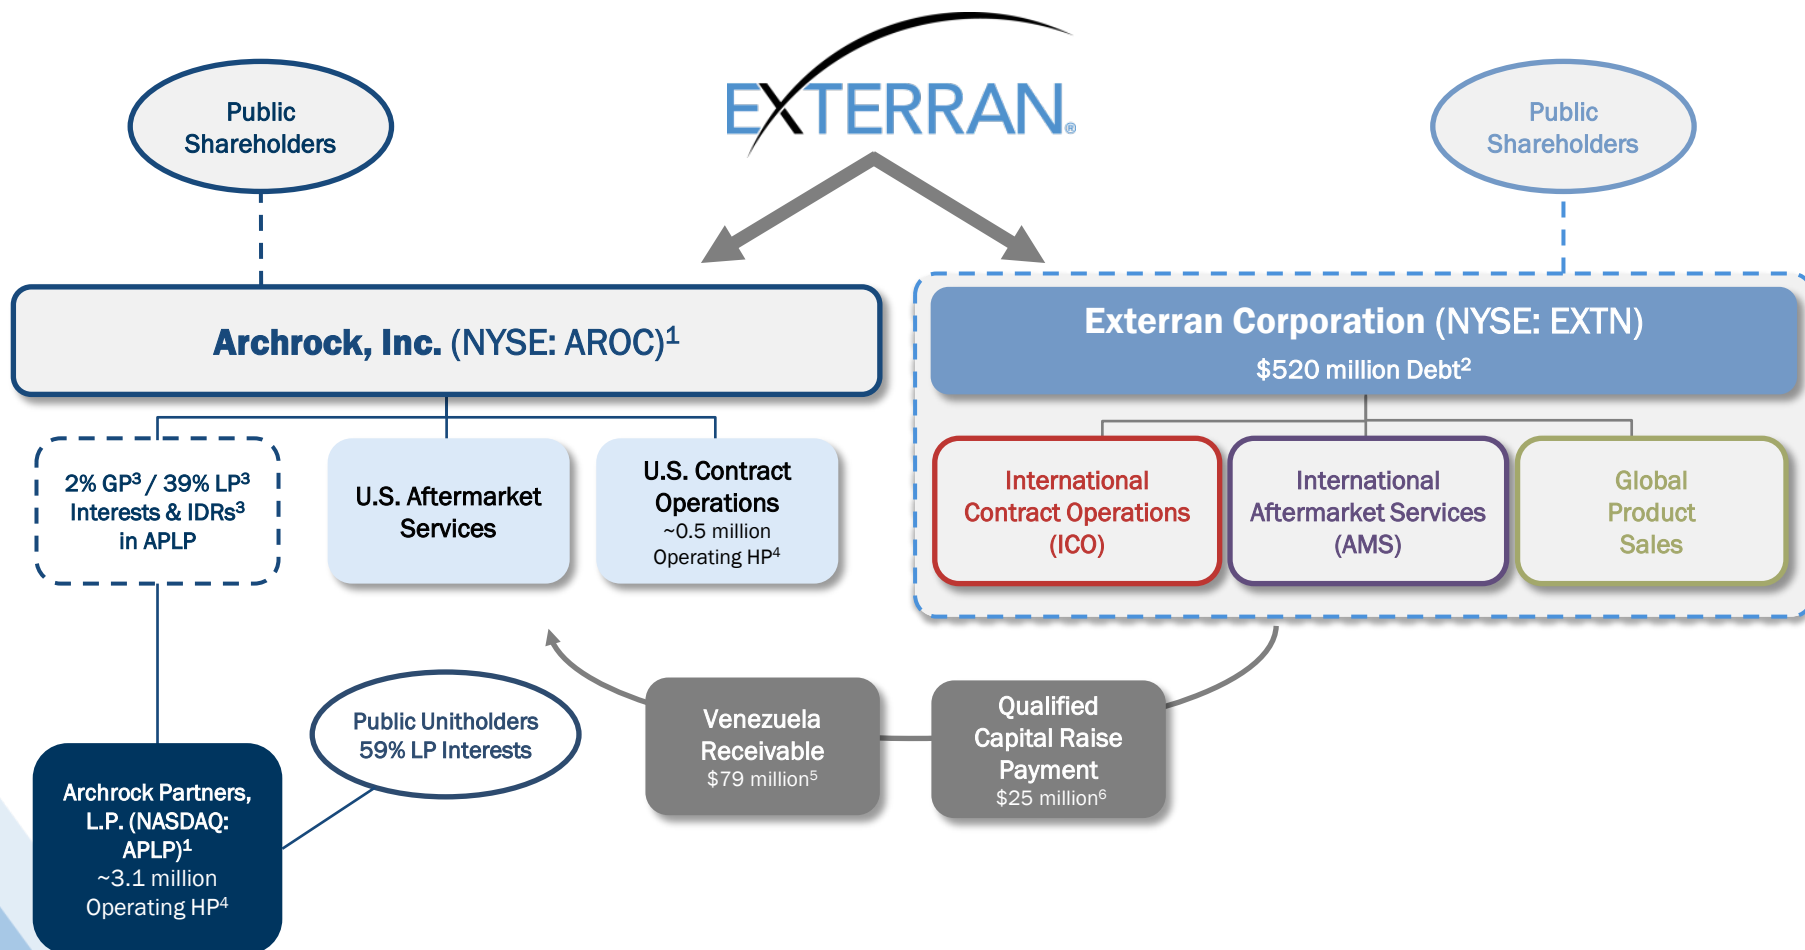 EXTERRAN®
Public
Shareholders
Public
Shareholders
Archrock, Inc. (NYSE: AROC)¹
Exterran Corporation (NYSE: EXTN)
$520 million Debt²
2% GP³ / 39% LP³
Interests & IDRs³
in APLP
U.S. Aftermarket
Services
U.S. Contract
Operations
~0.5 million
Operating HP⁴
International
Contract Operations
(ICO)
International
Aftermarket Services
(AMS)
Global
Product
Sales
Public Unitholders
59% LP Interests
Venezuela
Receivable
$79 million⁵
Qualified
Capital Raise
Payment
$25 million⁶
Archrock Partners,
L.P. (NASDAQ:
APLP)¹
~3.1 million
Operating HP⁴